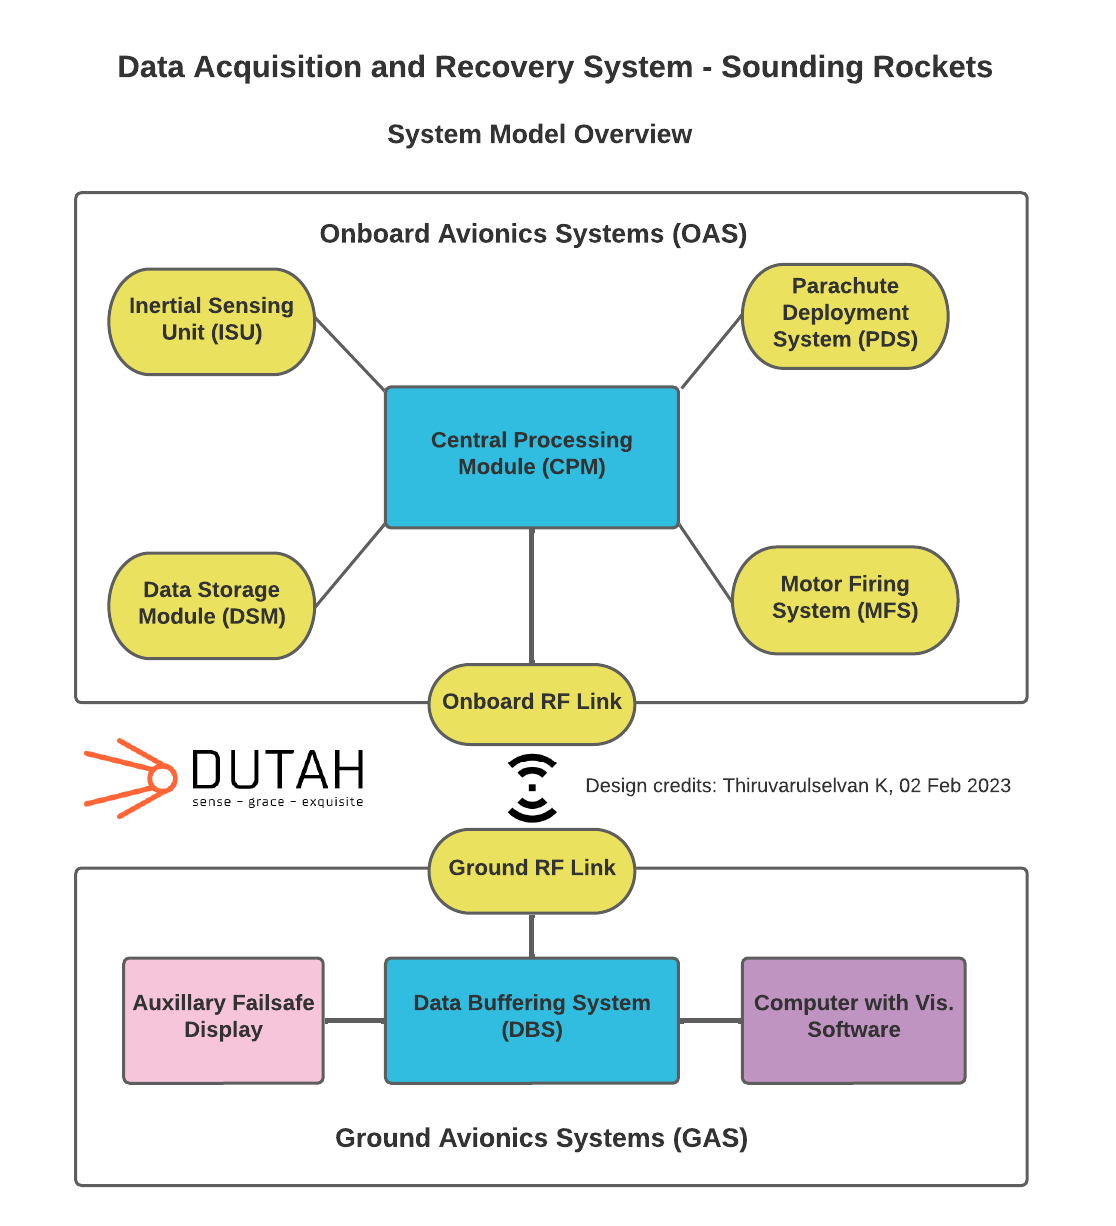 Data Acquisition and Recovery System - Sounding Rockets
System Model Overview
Onboard Avionics Systems (OAS)
Inertial Sensing
Unit (ISU)
Parachute
Deployment
System (PDS)
Central Processing
Module (CPM)
Data Storage
Module (DSM)
Motor Firing
System (MFS)
Onboard RF Link
DUTAH
sense - grace - exquisite
Design credits: Thiruvarulselvan K, 02 Feb 2023
Ground RF Link
Auxillary Failsafe
Display
Data Buffering System
(DBS)
Computer with Vis.
Software
Ground Avionics Systems (GAS)